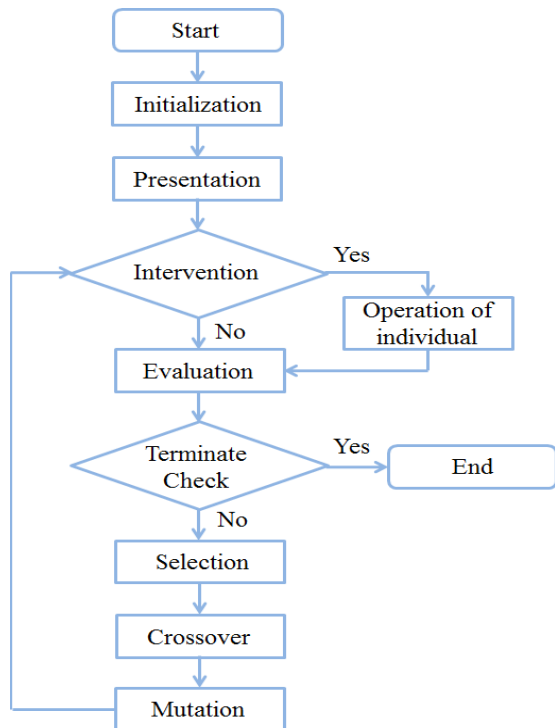 Start
Initialization
Presentation
Intervention
Yes
Operation of
individual
No
Evaluation
Terminate
Check
Yes
End
No
Selection
Crossover
Mutation